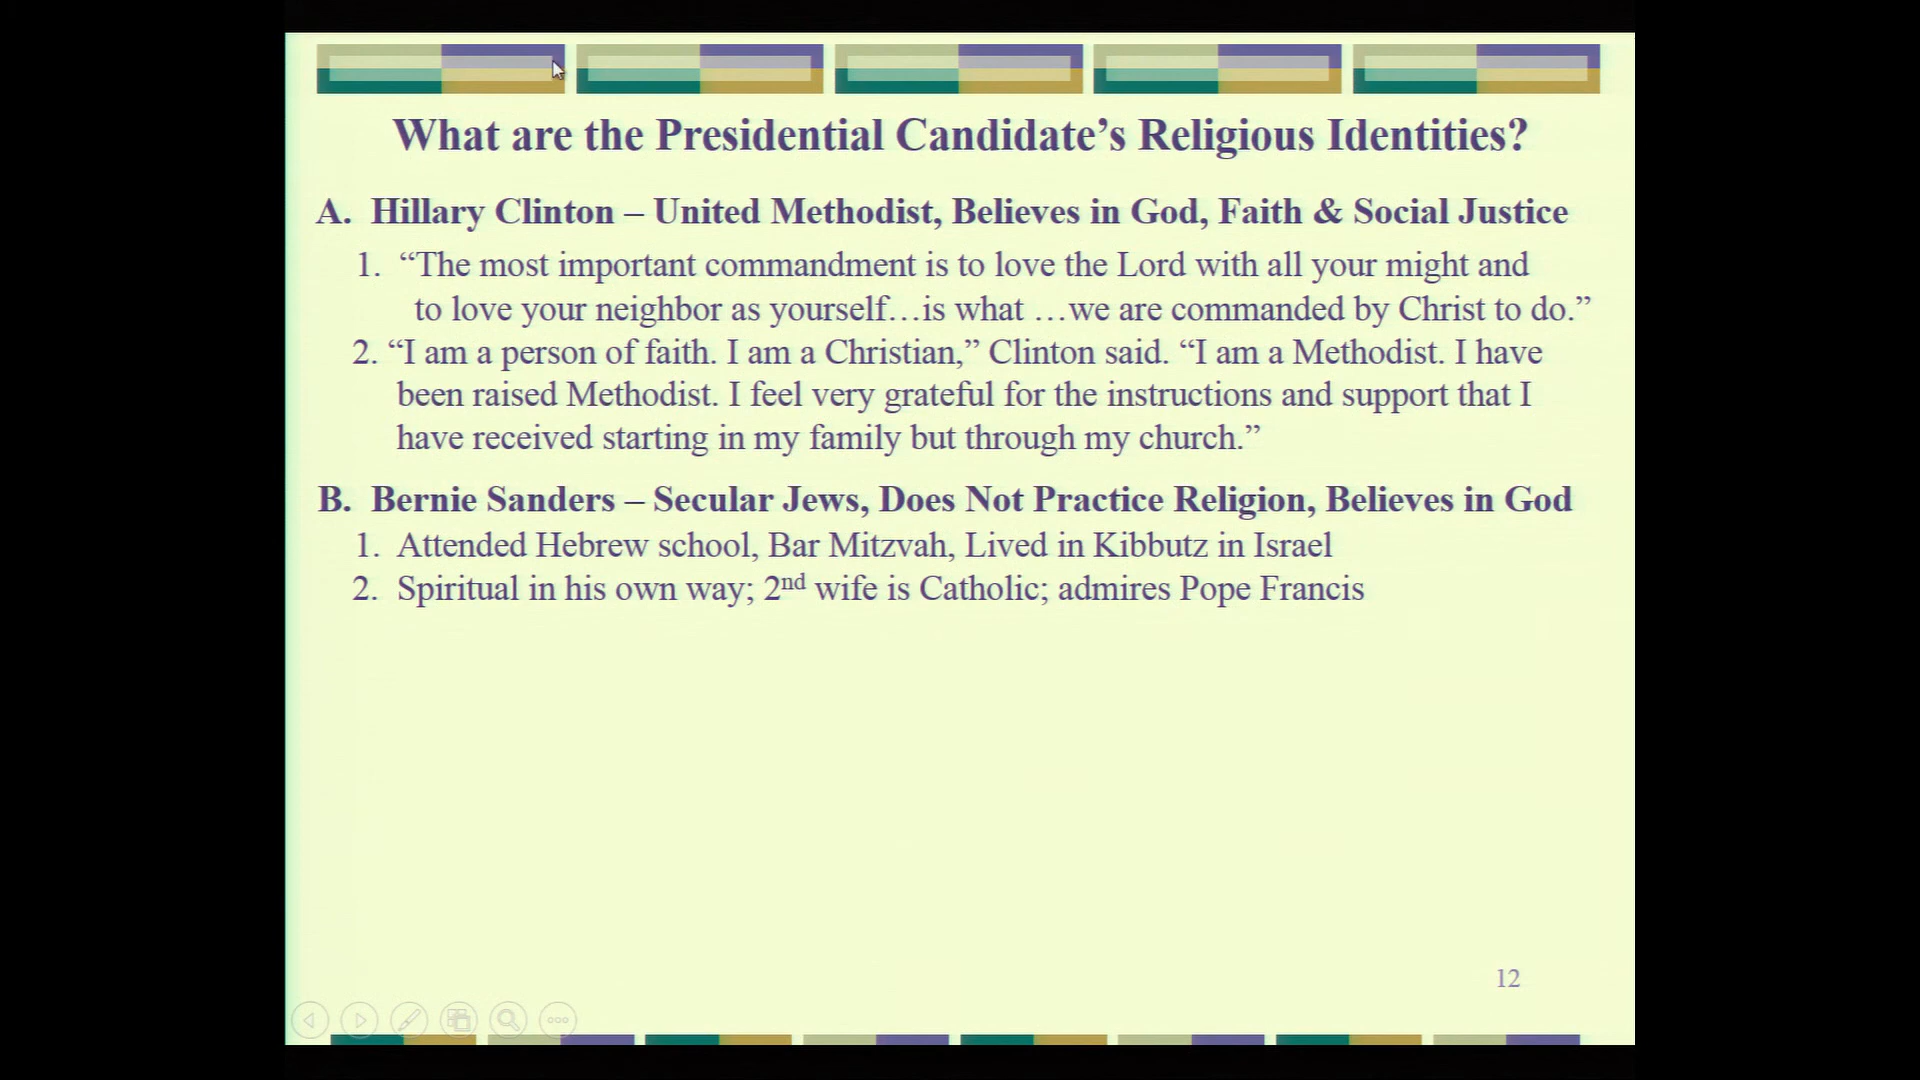 What are the Presidential Candidate’s Religious Identities?
A. Hillary Clinton – United Methodist, Believes in God, Faith & Social Justice
1. “The most important commandment is to love the Lord with all your might and
to love your neighbor as yourself…is what …we are commanded by Christ to do.”
2. “I am a person of faith. I am a Christian,” Clinton said. “I am a Methodist. I have
been raised Methodist. I feel very grateful for the instructions and support that I
have received starting in my family but through my church.”
B. Bernie Sanders – Secular Jews, Does Not Practice Religion, Believes in God
1. Attended Hebrew school, Bar Mitzvah, Lived in Kibbutz in Israel
2. Spiritual in his own way; 2nd wife is Catholic; admires Pope Francis
12